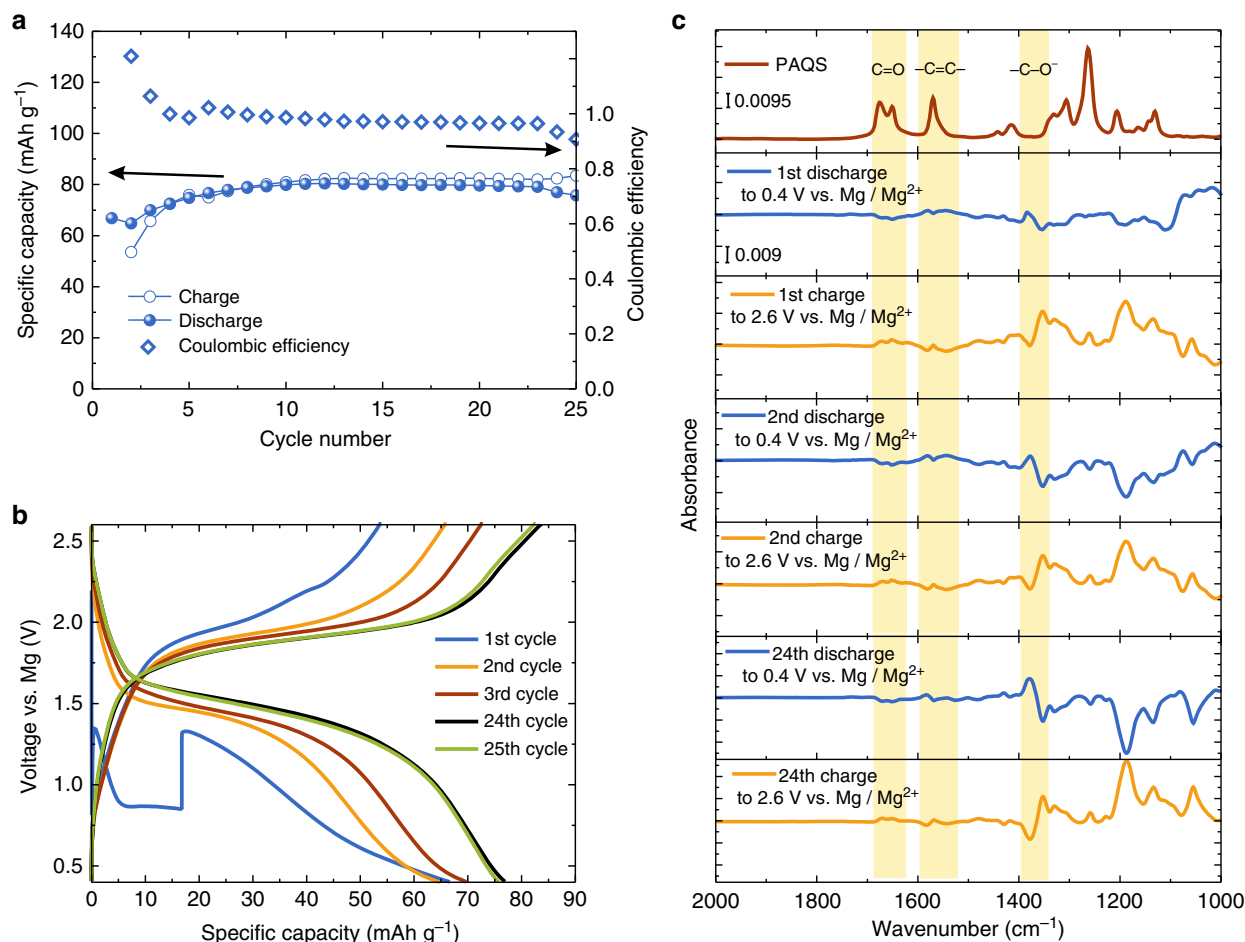 a
140
120
100
80
60
40
20
0
Specific capacity (mAh g⁻¹)
1.0
0.8
0.6
0.4
0.2
0.0
Coulombic efficiency
Charge
Discharge
Coulombic efficiency
0 5 10 15 20 25
Cycle number
b
2.5
2.0
1.5
1.0
0.5
Voltage vs. Mg (V)
1st cycle
2nd cycle
3rd cycle
24th cycle
25th cycle
0 10 20 30 40 50 60 70 80 90
Specific capacity (mAh g⁻¹)
c
PAQS
C=O
–C=C–
–C–O⁻
0.0095
1st discharge
to 0.4 V vs. Mg / Mg²⁺
0.009
1st charge
to 2.6 V vs. Mg / Mg²⁺
2nd discharge
to 0.4 V vs. Mg / Mg²⁺
2nd charge
to 2.6 V vs. Mg / Mg²⁺
24th discharge
to 0.4 V vs. Mg / Mg²⁺
24th charge
to 2.6 V vs. Mg / Mg²⁺
Absorbance
2000 1800 1600 1400 1200 1000
Wavenumber (cm⁻¹)